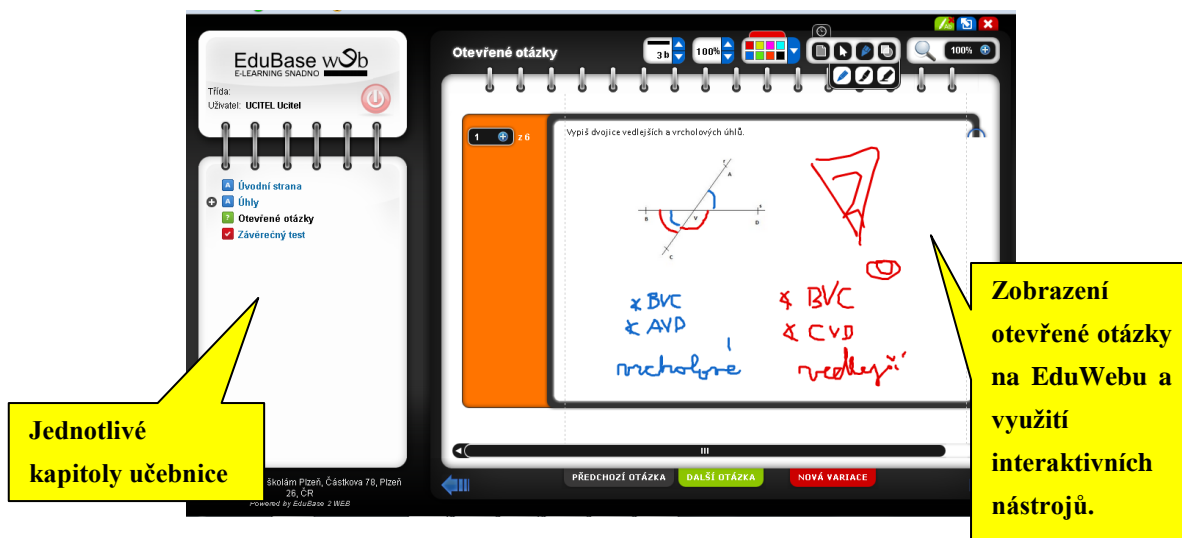 EduBase web
E-LEARNING SNADNO
Třída:
Uživatel: UCITEL Ucitel
Úvodní strana
Úhly
Otevřené otázky
Závěrečný test
školám Plzeň, Částkova 78, Plzeň
26, ČR
Powered by EduBase 2 WEB
Jednotlivé
kapitoly učebnice
Otevřené otázky
3 b
100%
100%
1 z 6
Vypiš dvojice vedlejších a vrcholových úhlů.
A
B V D
C
∢ BVC
∢ AVD
vrcholové
∢ BVC
∢ CVD
vedlejší
PŘEDCHOZÍ OTÁZKA
DALŠÍ OTÁZKA
NOVÁ VARIACE
Zobrazení
otevřené otázky
na EduWebu a
využití
interaktivních
nástrojů.